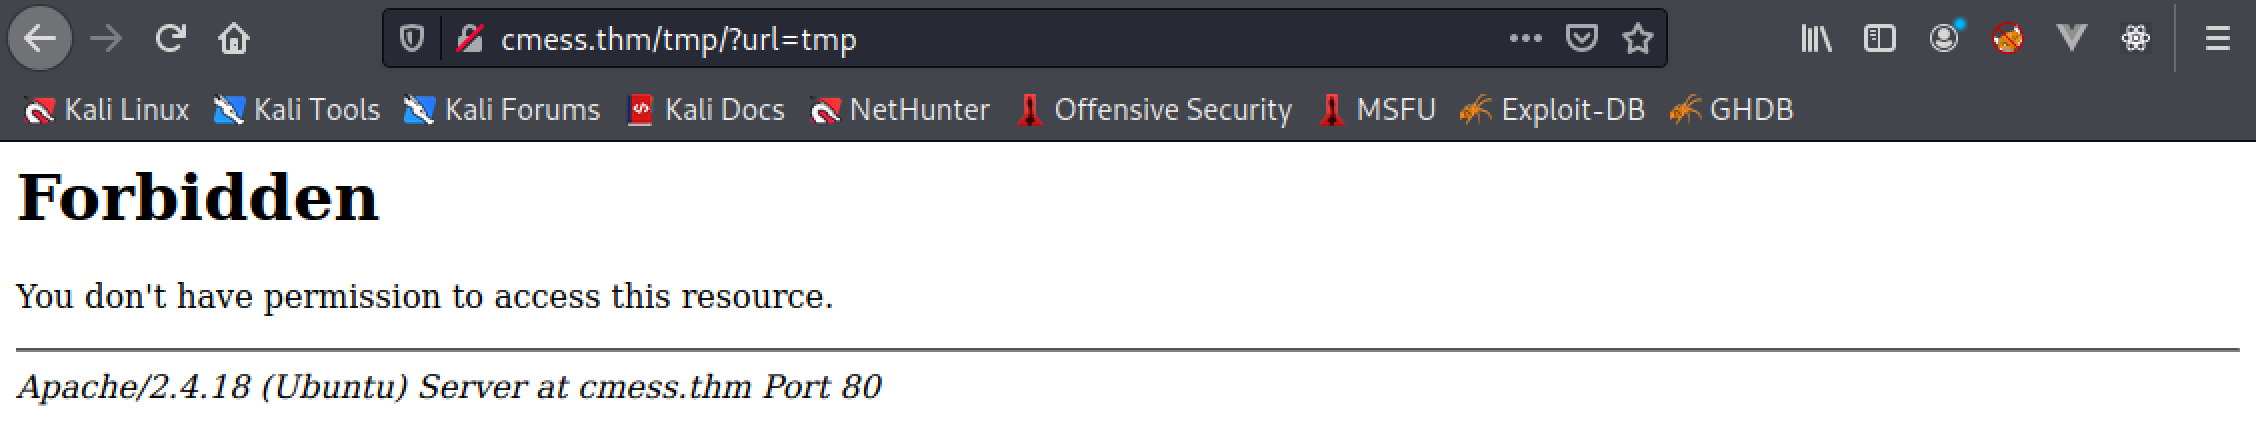 cmess.thm/tmp/?url=tmp
Kali Linux Kali Tools Kali Forums Kali Docs NetHunter Offensive Security MSFU Exploit-DB GHDB
Forbidden
You don't have permission to access this resource.
Apache/2.4.18 (Ubuntu) Server at cmess.thm Port 80